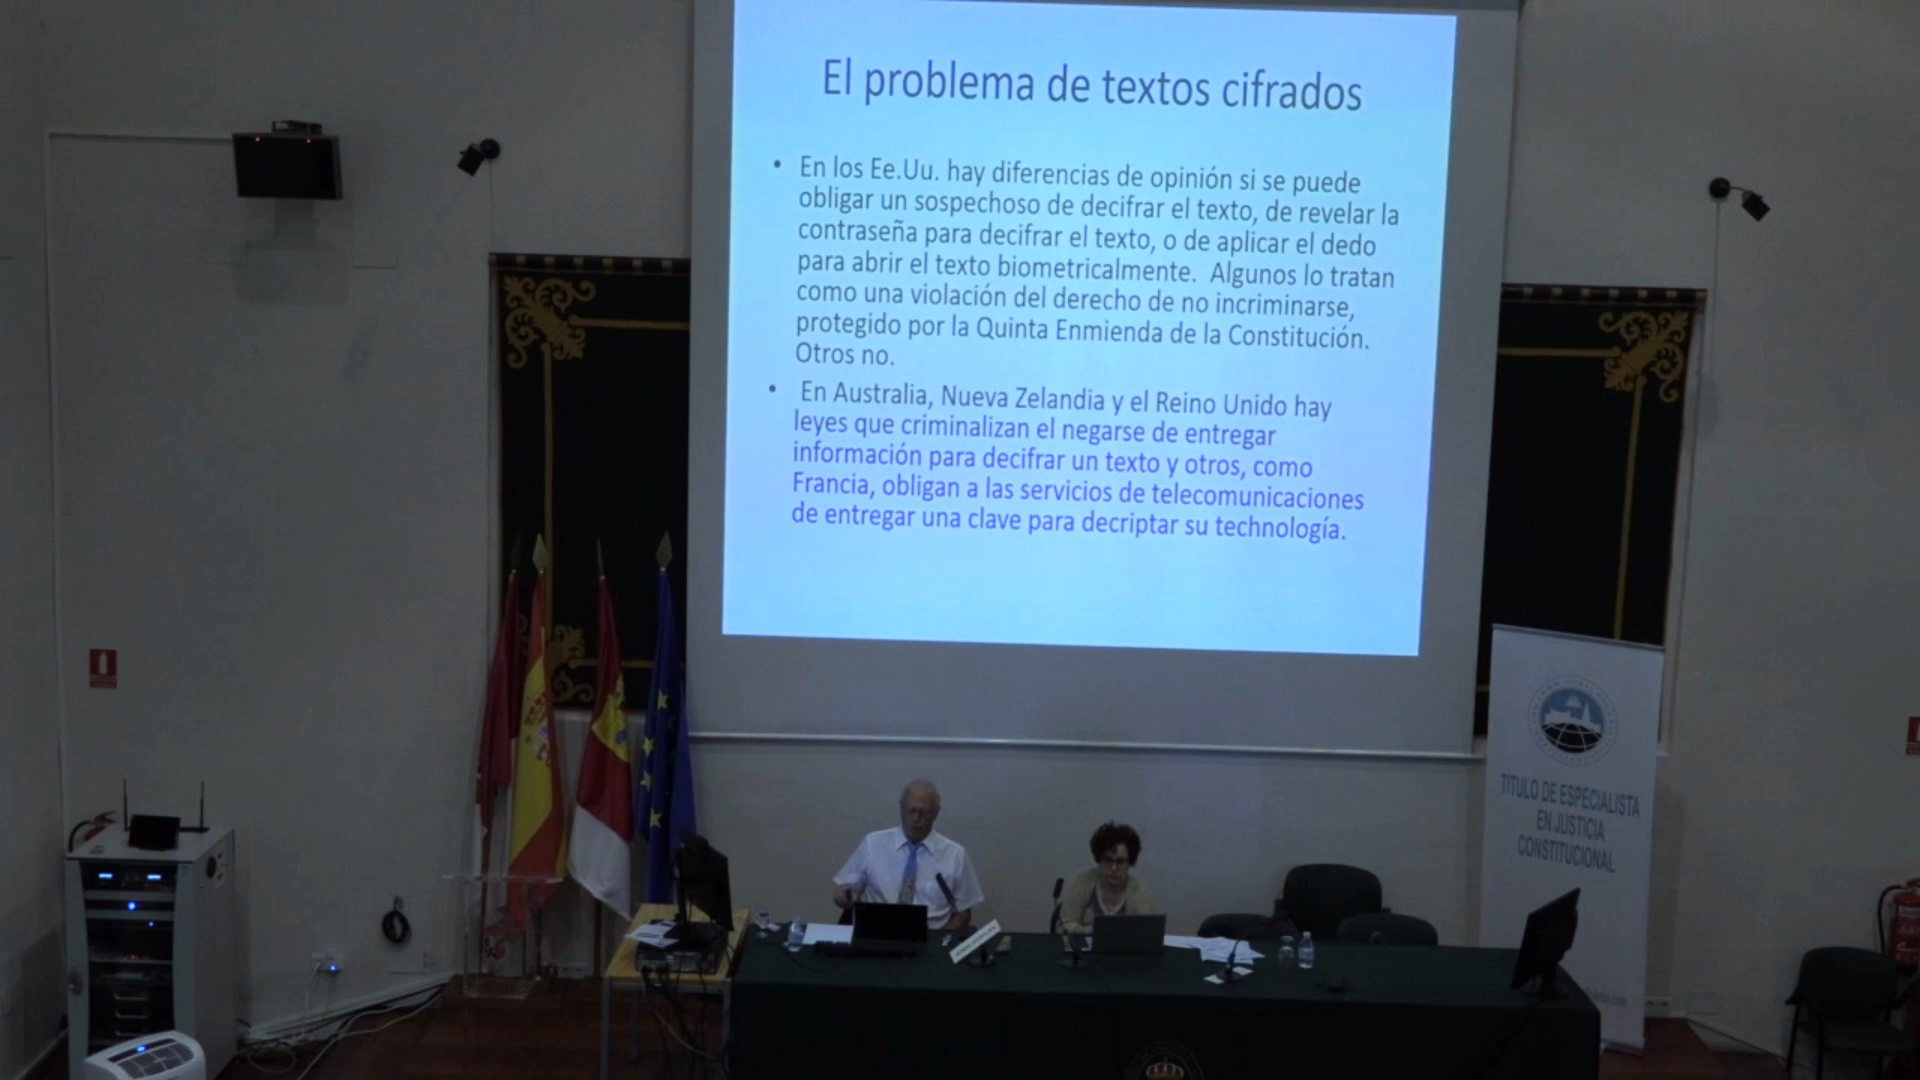 El problema de textos cifrados
• En los Ee.Uu. hay diferencias de opinión si se puede
obligar un sospechoso de decifrar el texto, de revelar la
contraseña para decifrar el texto, o de aplicar el dedo
para abrir el texto biometricalmente. Algunos lo tratan
como una violación del derecho de no incriminarse,
protegido por la Quinta Enmienda de la Constitución.
Otros no.
• En Australia, Nueva Zelandia y el Reino Unido hay
leyes que criminalizan el negarse de entregar
información para decifrar un texto y otros, como
Francia, obligan a las servicios de telecomunicaciones
de entregar una clave para decriptar su technología.
TÍTULO DE ESPECIALISTA
EN JUSTICIA
CONSTITUCIONAL